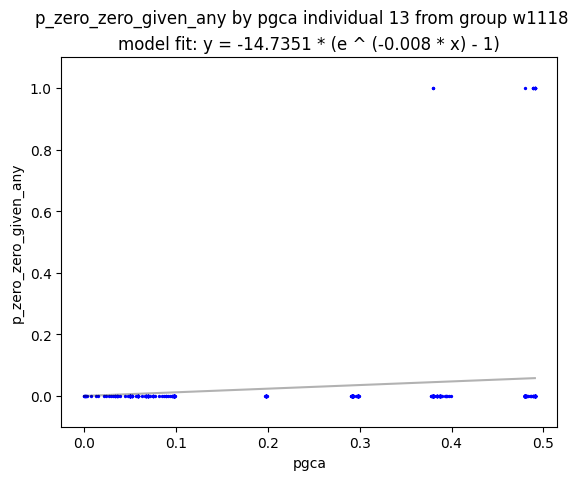 p_zero_zero_given_any by pgca individual 13 from group w1118
model fit: y = -14.7351 * (e ^ (-0.008 * x) - 1)
p_zero_zero_given_any
1.0
0.8
0.6
0.4
0.2
0.0
0.0 0.1 0.2 0.3 0.4 0.5
pgca